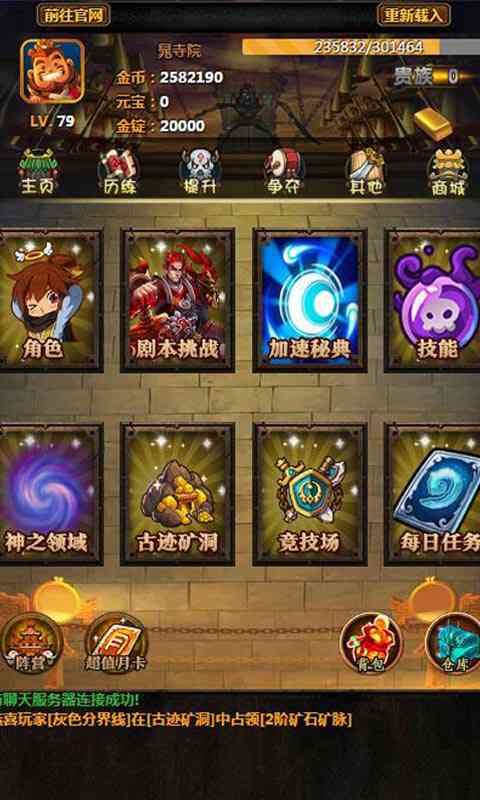 前往官网
重新载入
晁寺院
235832/301464
金币：2582190
贵族 0
元宝：0
LV. 79
金锭：20000
主页 历练 提升 争夺 其他 商城
角色 剧本挑战 加速秘典 技能
神之领域 古迹矿洞 竞技场 每日任务
阵营 超值月卡 背包 仓库
聊天服务器连接成功!
喜玩家[灰色分界线]在[古迹矿洞]中占领[2阶矿石矿脉]